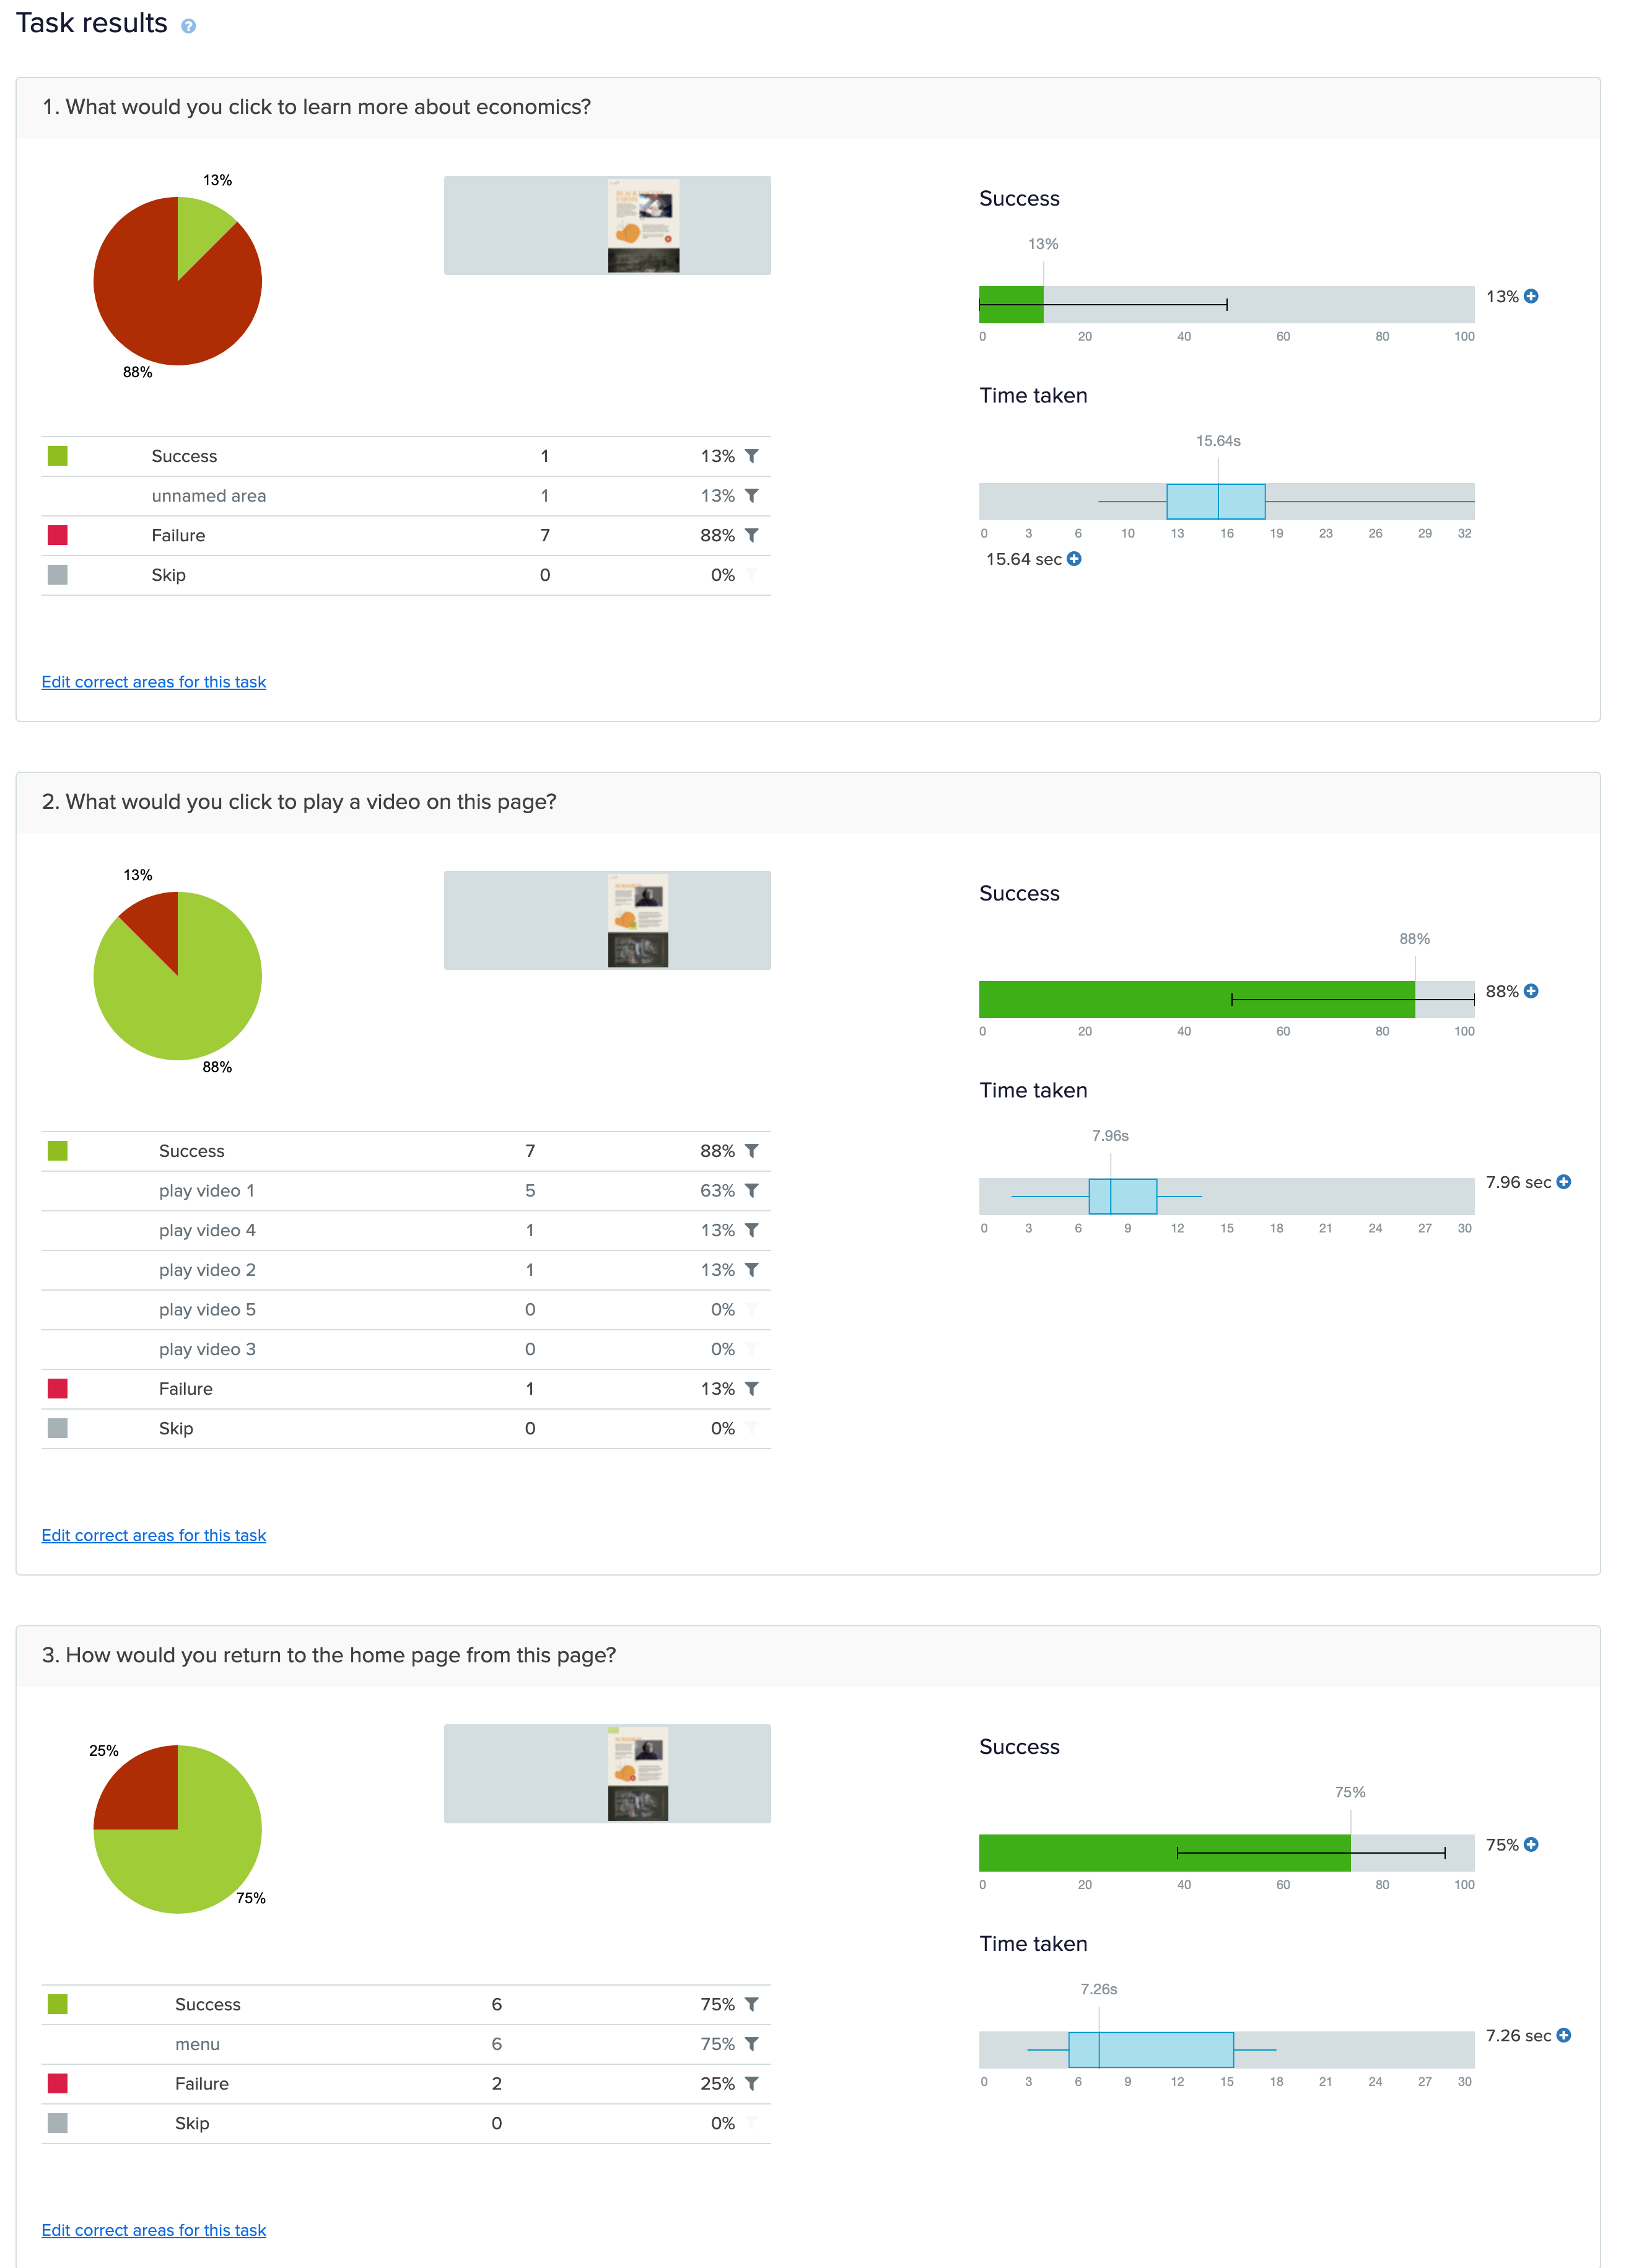 Task results ?
1. What would you click to learn more about economics?
13%
88%
Success 1 13%
unnamed area 1 13%
Failure 7 88%
Skip 0 0%
Edit correct areas for this task
Success
13%
13%
0 20 40 60 80 100
Time taken
15.64s
0 3 6 10 13 16 19 23 26 29 32
15.64 sec
2. What would you click to play a video on this page?
13%
88%
Success 7 88%
play video 1 5 63%
play video 4 1 13%
play video 2 1 13%
play video 5 0 0%
play video 3 0 0%
Failure 1 13%
Skip 0 0%
Edit correct areas for this task
Success
88%
88%
0 20 40 60 80 100
Time taken
7.96s
7.96 sec
0 3 6 9 12 15 18 21 24 27 30
3. How would you return to the home page from this page?
25%
75%
Success 6 75%
menu 6 75%
Failure 2 25%
Skip 0 0%
Edit correct areas for this task
Success
75%
75%
0 20 40 60 80 100
Time taken
7.26s
7.26 sec
0 3 6 9 12 15 18 21 24 27 30